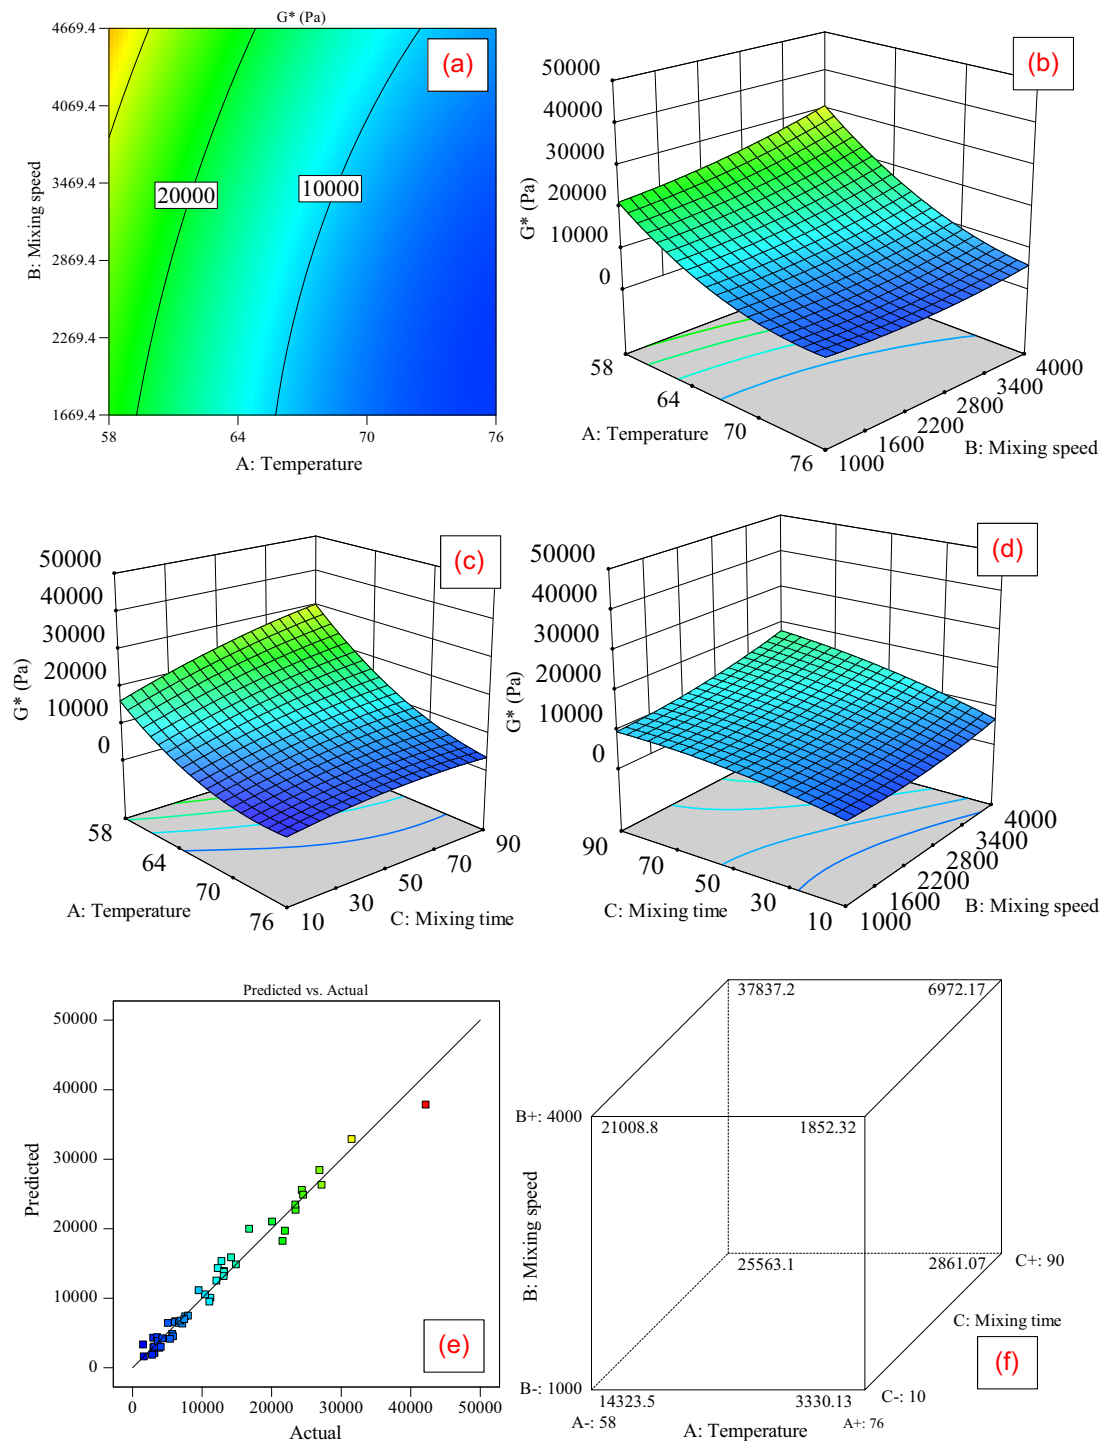 G* (Pa)
(a)
4669.4
4069.4
3469.4
2869.4
2269.4
1669.4
B: Mixing speed
20000
10000
58
64
70
76
A: Temperature
(b)
50000
40000
30000
20000
10000
0
G* (Pa)
58
64
70
76
A: Temperature
1000
1600
2200
2800
3400
4000
B: Mixing speed
(c)
50000
40000
30000
20000
10000
0
G* (Pa)
58
64
70
76
A: Temperature
10
30
50
70
90
C: Mixing time
(d)
50000
40000
30000
20000
10000
0
G* (Pa)
90
70
50
30
10
C: Mixing time
1000
1600
2200
2800
3400
4000
B: Mixing speed
Predicted vs. Actual
50000
40000
30000
20000
10000
0
Predicted
0
10000
20000
30000
40000
50000
Actual
(e)
37837.2
6972.17
B+: 4000
21008.8
1852.32
B: Mixing speed
25563.1
2861.07
C+: 90
C: Mixing time
(f)
B-: 1000
14323.5
3330.13
C-: 10
A-: 58
A: Temperature
A+: 76